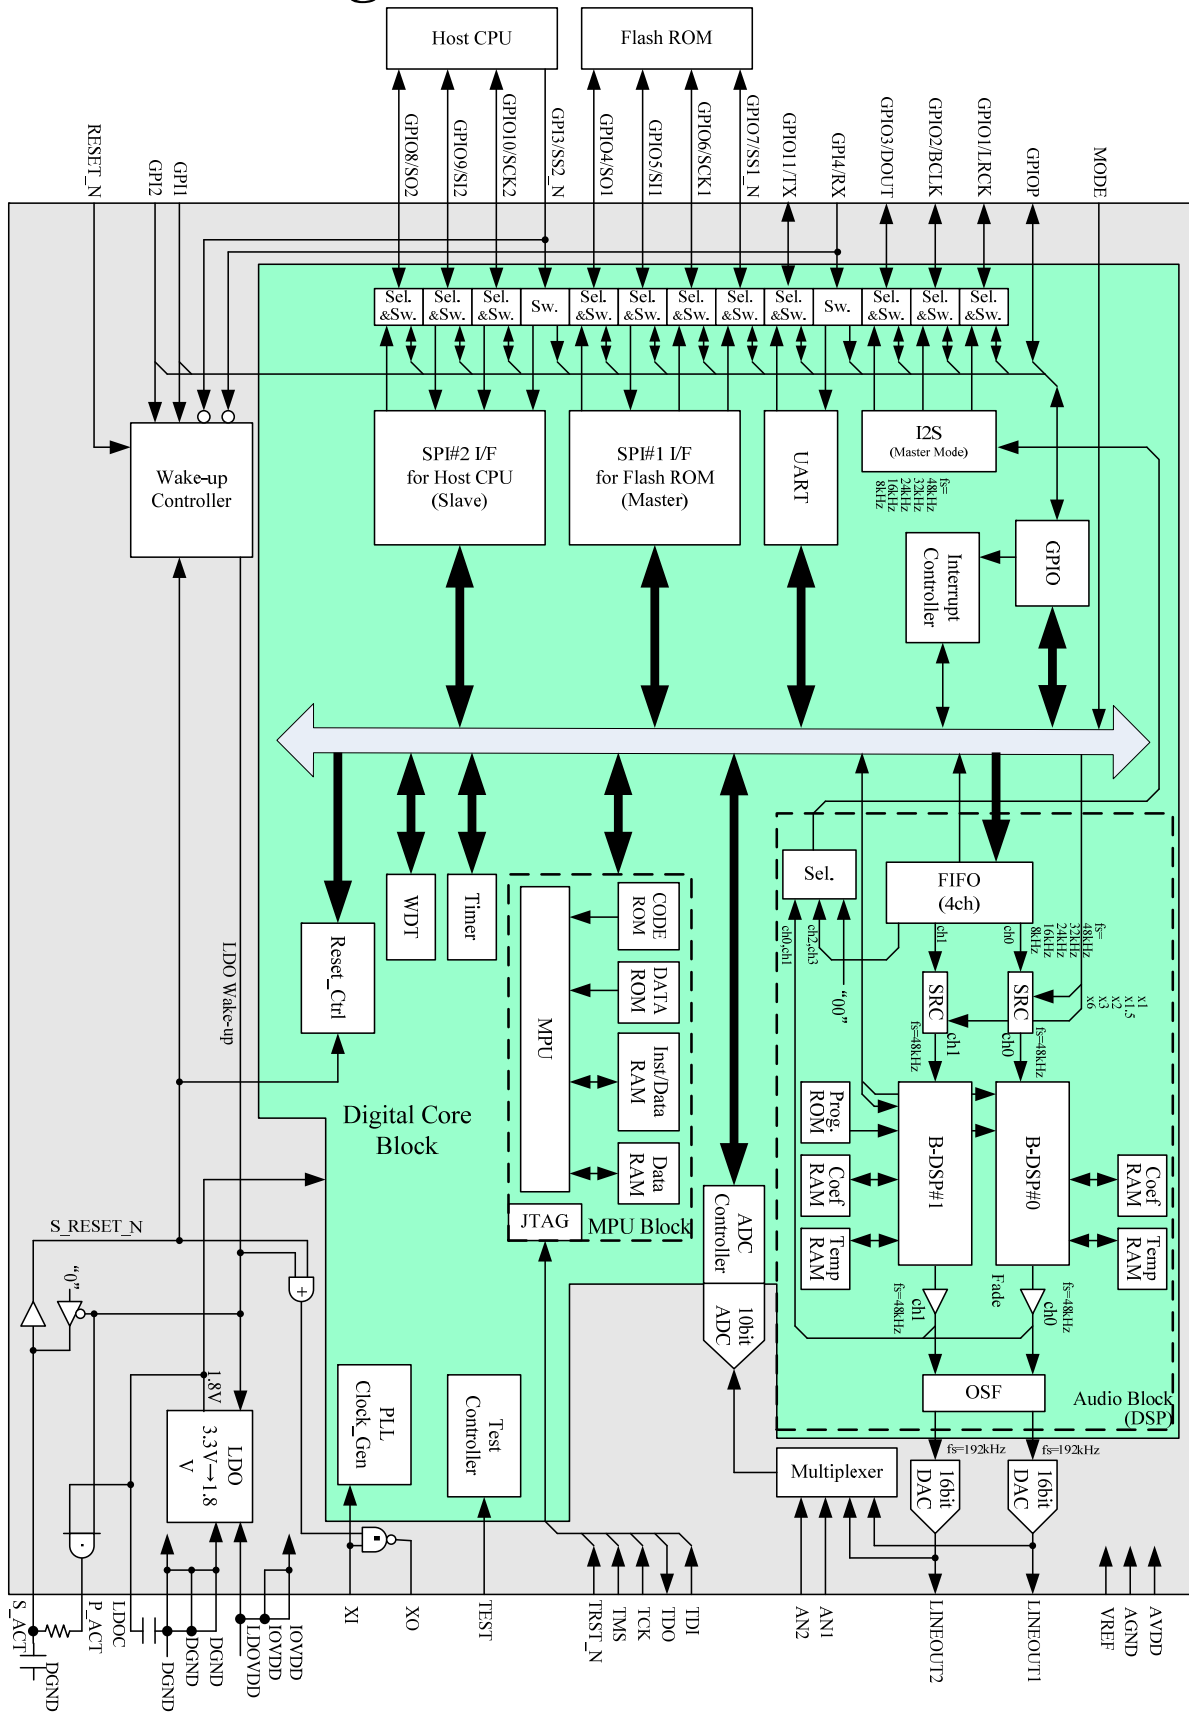 Host CPU
Flash ROM
RESET_N
GPI2
GPI1
GPIO8/SO2
GPIO9/SI2
GPIO10/SCK2
GPI3/SS2_N
GPIO4/SO1
GPIO5/SI1
GPIO6/SCK1
GPIO7/SS1_N
GPIO11/TX
GPI4/RX
GPIO3/DOUT
GPIO2/BCLK
GPIO1/LRCK
GPIOP
MODE
Sel.
&Sw.
Sel.
&Sw.
Sel.
&Sw.
Sw.
Sel.
&Sw.
Sel.
&Sw.
Sel.
&Sw.
Sel.
&Sw.
Sel.
&Sw.
Sw.
Sel.
&Sw.
Sel.
&Sw.
Sel.
&Sw.
Wake-up
Controller
SPI#2 I/F
for Host CPU
(Slave)
SPI#1 I/F
for Flash ROM
(Master)
UART
I2S
(Master Mode)
fs=
48kHz
32kHz
24kHz
16kHz
8kHz
Interrupt
Controller
GPIO
LDO Wake-up
Reset_Ctrl
WDT
Timer
MPU
CODE
ROM
DATA
ROM
Inst/Data
RAM
Data
RAM
JTAG
MPU Block
Digital Core
Block
ADC
Controller
10bit
ADC
Sel.
FIFO
(4ch)
ch0,ch1
ch2,ch3
"00"
ch1
ch0
fs=
48kHz
32kHz
24kHz
16kHz
8kHz
x1
x1.5
x2
x3
x6
SRC
SRC
fs=48kHz
ch1
ch0
fs=48kHz
Prog.
ROM
Coef
RAM
Temp
RAM
B-DSP#1
B-DSP#0
Coef
RAM
Temp
RAM
fs=48kHz
ch1
Fade
ch0
fs=48kHz
OSF
Audio Block
(DSP)
fs=192kHz
fs=192kHz
16bit
DAC
16bit
DAC
Multiplexer
S_RESET_N
"0"
+
1.8V
LDO
3.3V→1.8
V
PLL
Clock_Gen
Test
Controller
S_ACT
P_ACT
LDOC
DGND
DGND
DGND
DGND
LDOVDD
IOVDD
IOVDD
XI
XO
TEST
TRST_N
TMS
TCK
TDO
TDI
AN2
AN1
LINEOUT2
LINEOUT1
VREF
AGND
AVDD